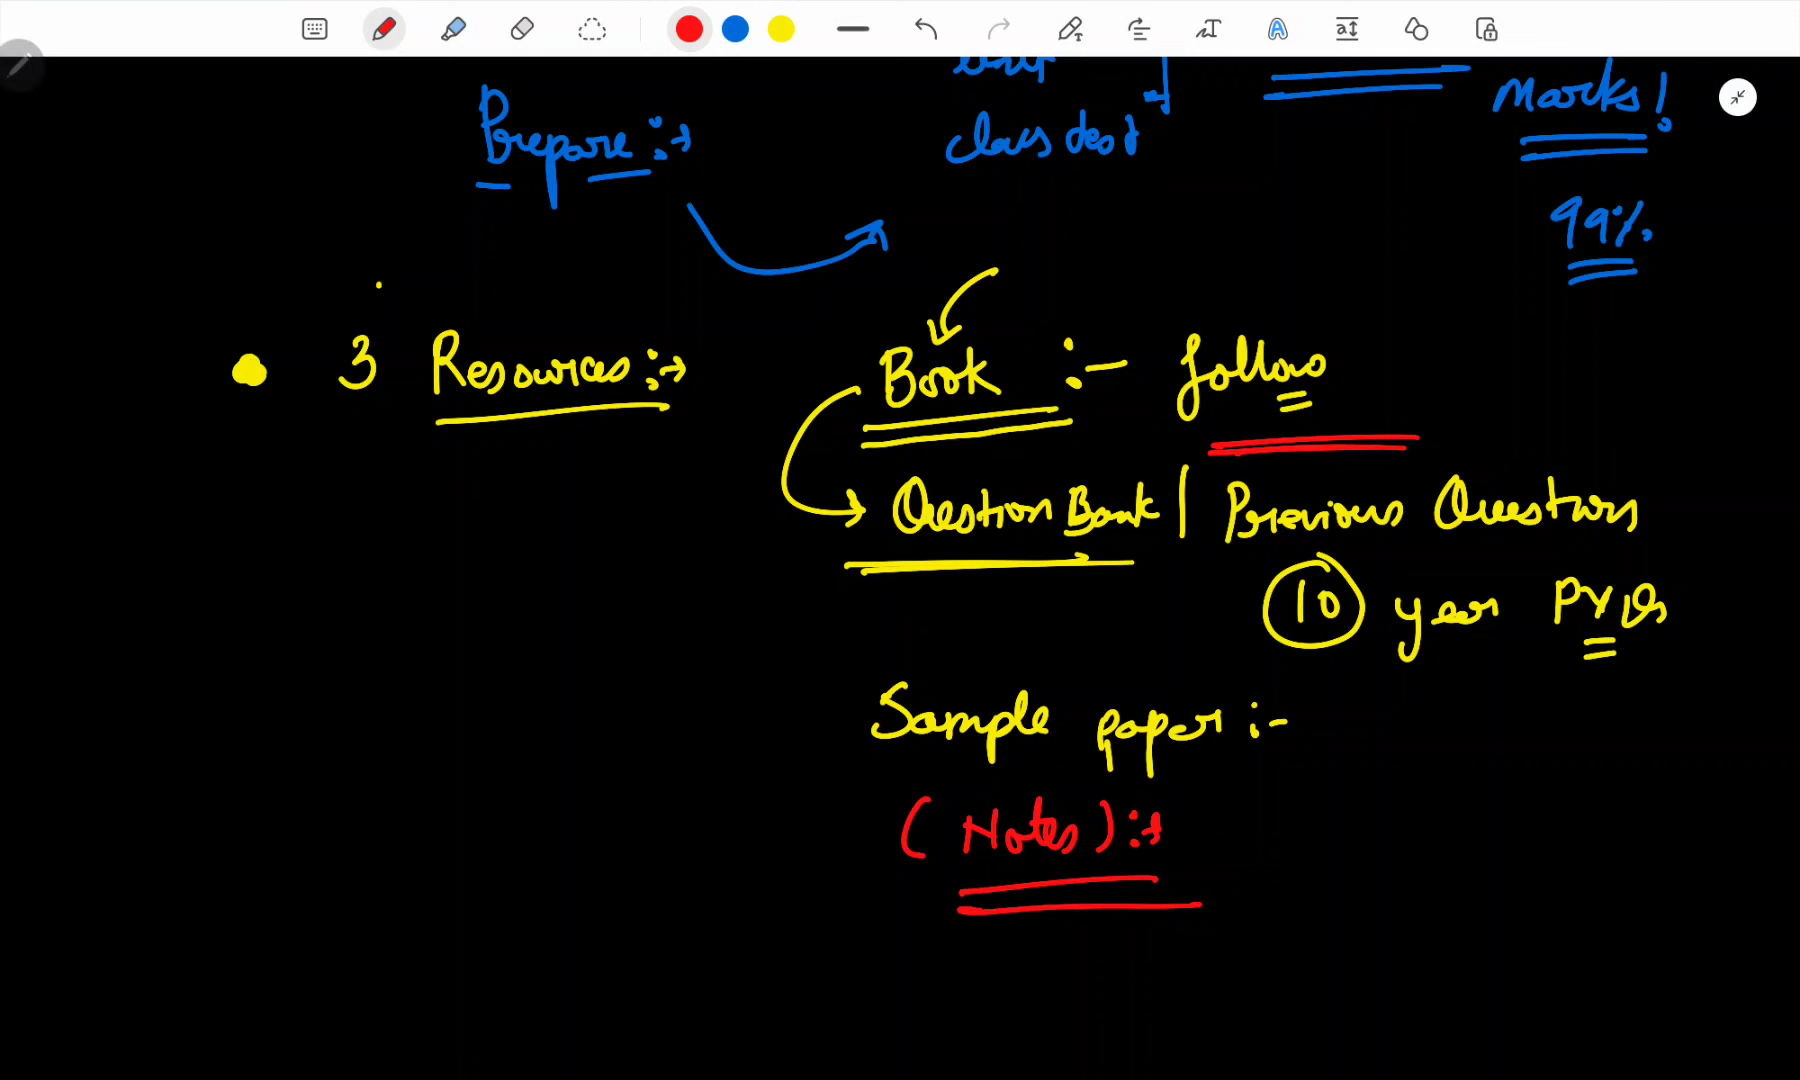 marks!
Prepare :→
class test
99%.
3 Resources :→ Book :- follow
→ Question Bank | Previous Questions
10 year PYQs
Sample paper :-
(Notes) :→